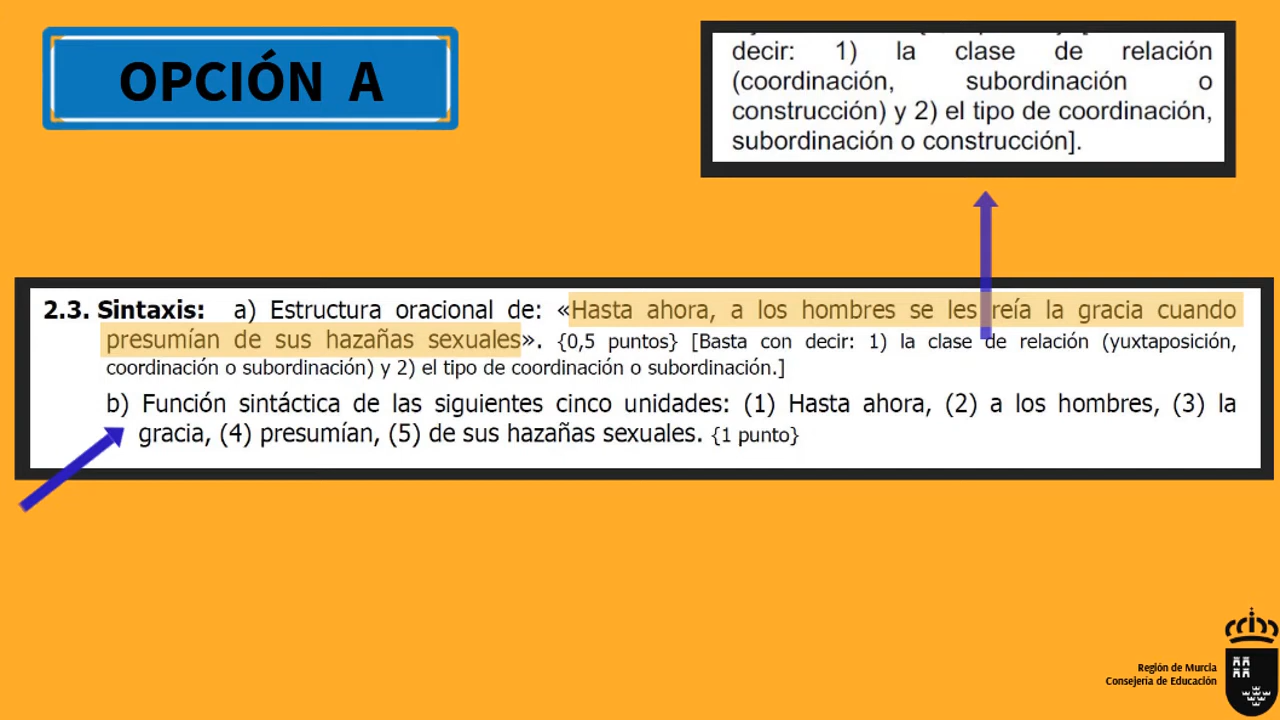 OPCIÓN A
decir: 1) la clase de relación
(coordinación, subordinación o
construcción) y 2) el tipo de coordinación,
subordinación o construcción].
2.3. Sintaxis: a) Estructura oracional de: «Hasta ahora, a los hombres se les reía la gracia cuando
presumían de sus hazañas sexuales». {0,5 puntos} [Basta con decir: 1) la clase de relación (yuxtaposición,
coordinación o subordinación) y 2) el tipo de coordinación o subordinación.]
b) Función sintáctica de las siguientes cinco unidades: (1) Hasta ahora, (2) a los hombres, (3) la
gracia, (4) presumían, (5) de sus hazañas sexuales. {1 punto}
Región de Murcia
Consejería de Educación